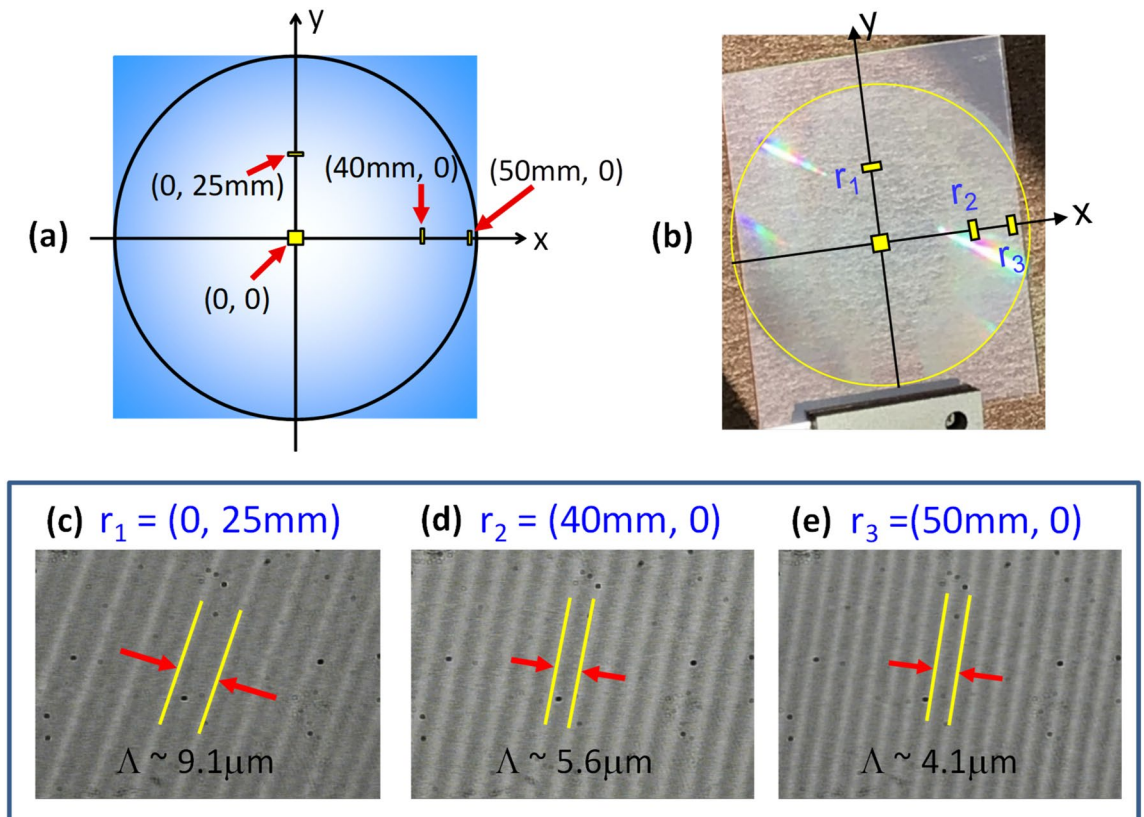 y
(0, 25mm)
(40mm, 0)
(50mm, 0)
(a)
x
(0, 0)
y
r₁
r₂
x
(b)
r₃
(c) r₁ = (0, 25mm)
(d) r₂ = (40mm, 0)
(e) r₃ =(50mm, 0)
Λ ~ 9.1μm
Λ ~ 5.6μm
Λ ~ 4.1μm